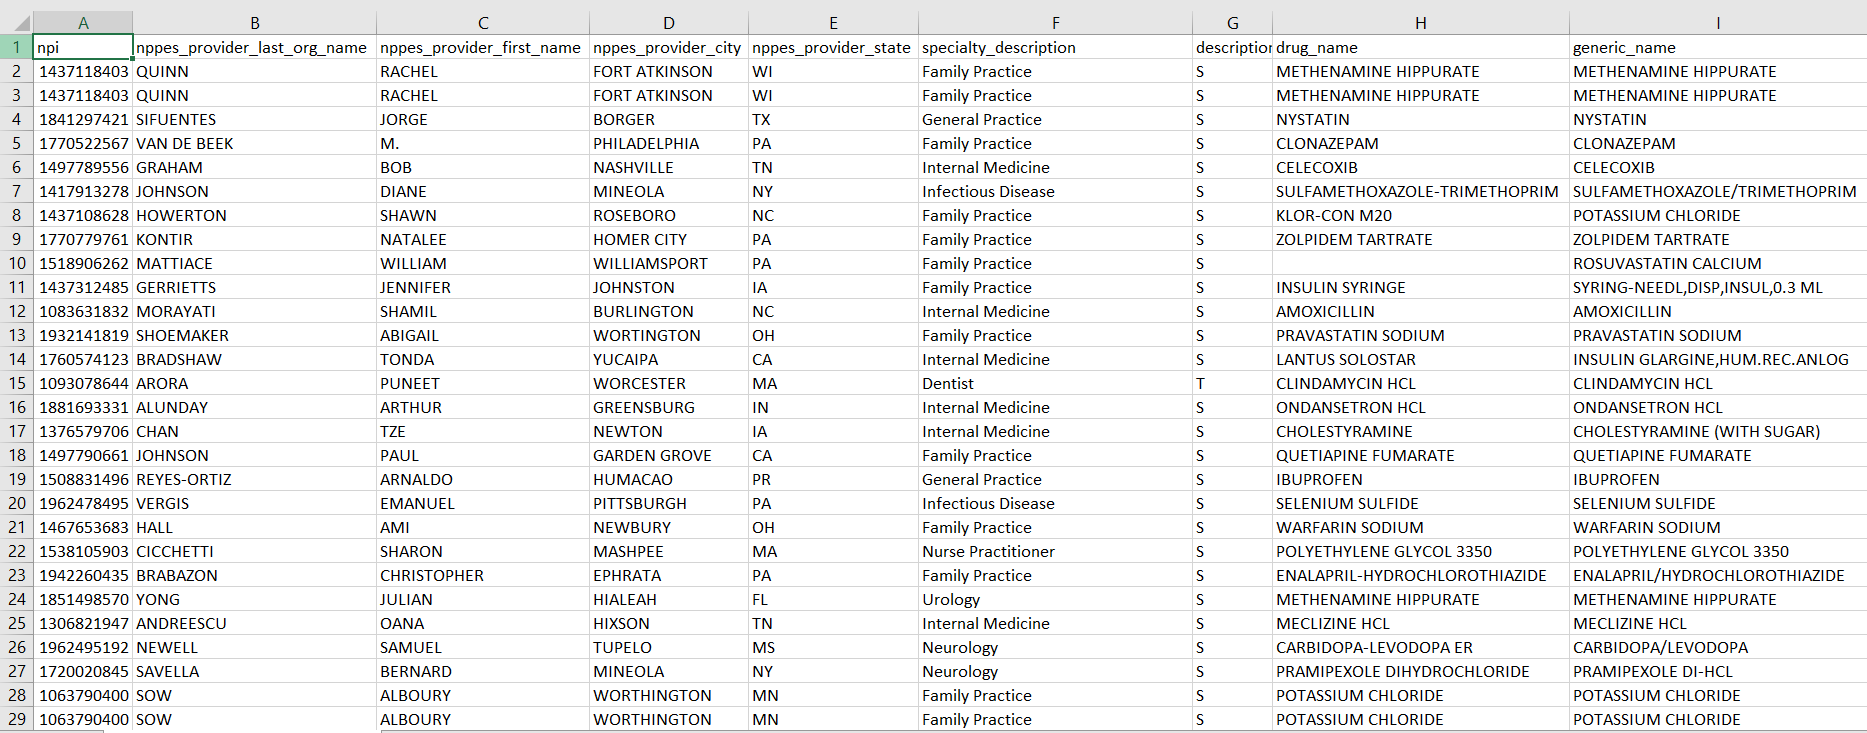 A B C D E F G H I
1 npi nppes_provider_last_org_name nppes_provider_first_name nppes_provider_city nppes_provider_state specialty_description description drug_name generic_name
2 1437118403 QUINN RACHEL FORT ATKINSON WI Family Practice S METHENAMINE HIPPURATE METHENAMINE HIPPURATE
3 1437118403 QUINN RACHEL FORT ATKINSON WI Family Practice S METHENAMINE HIPPURATE METHENAMINE HIPPURATE
4 1841297421 SIFUENTES JORGE BORGER TX General Practice S NYSTATIN NYSTATIN
5 1770522567 VAN DE BEEK M. PHILADELPHIA PA Family Practice S CLONAZEPAM CLONAZEPAM
6 1497789556 GRAHAM BOB NASHVILLE TN Internal Medicine S CELECOXIB CELECOXIB
7 1417913278 JOHNSON DIANE MINEOLA NY Infectious Disease S SULFAMETHOXAZOLE-TRIMETHOPRIM SULFAMETHOXAZOLE/TRIMETHOPRIM
8 1437108628 HOWERTON SHAWN ROSEBORO NC Family Practice S KLOR-CON M20 POTASSIUM CHLORIDE
9 1770779761 KONTIR NATALEE HOMER CITY PA Family Practice S ZOLPIDEM TARTRATE ZOLPIDEM TARTRATE
10 1518906262 MATTIACE WILLIAM WILLIAMSPORT PA Family Practice S ROSUVASTATIN CALCIUM
11 1437312485 GERRIETTS JENNIFER JOHNSTON IA Family Practice S INSULIN SYRINGE SYRING-NEEDL,DISP,INSUL,0.3 ML
12 1083631832 MORAYATI SHAMIL BURLINGTON NC Internal Medicine S AMOXICILLIN AMOXICILLIN
13 1932141819 SHOEMAKER ABIGAIL WORTINGTON OH Family Practice S PRAVASTATIN SODIUM PRAVASTATIN SODIUM
14 1760574123 BRADSHAW TONDA YUCAIPA CA Internal Medicine S LANTUS SOLOSTAR INSULIN GLARGINE,HUM.REC.ANLOG
15 1093078644 ARORA PUNEET WORCESTER MA Dentist T CLINDAMYCIN HCL CLINDAMYCIN HCL
16 1881693331 ALUNDAY ARTHUR GREENSBURG IN Internal Medicine S ONDANSETRON HCL ONDANSETRON HCL
17 1376579706 CHAN TZE NEWTON IA Internal Medicine S CHOLESTYRAMINE CHOLESTYRAMINE (WITH SUGAR)
18 1497790661 JOHNSON PAUL GARDEN GROVE CA Family Practice S QUETIAPINE FUMARATE QUETIAPINE FUMARATE
19 1508831496 REYES-ORTIZ ARNALDO HUMACAO PR General Practice S IBUPROFEN IBUPROFEN
20 1962478495 VERGIS EMANUEL PITTSBURGH PA Infectious Disease S SELENIUM SULFIDE SELENIUM SULFIDE
21 1467653683 HALL AMI NEWBURY OH Family Practice S WARFARIN SODIUM WARFARIN SODIUM
22 1538105903 CICCHETTI SHARON MASHPEE MA Nurse Practitioner S POLYETHYLENE GLYCOL 3350 POLYETHYLENE GLYCOL 3350
23 1942260435 BRABAZON CHRISTOPHER EPHRATA PA Family Practice S ENALAPRIL-HYDROCHLOROTHIAZIDE ENALAPRIL/HYDROCHLOROTHIAZIDE
24 1851498570 YONG JULIAN HIALEAH FL Urology S METHENAMINE HIPPURATE METHENAMINE HIPPURATE
25 1306821947 ANDREESCU OANA HIXSON TN Internal Medicine S MECLIZINE HCL MECLIZINE HCL
26 1962495192 NEWELL SAMUEL TUPELO MS Neurology S CARBIDOPA-LEVODOPA ER CARBIDOPA/LEVODOPA
27 1720020845 SAVELLA BERNARD MINEOLA NY Neurology S PRAMIPEXOLE DIHYDROCHLORIDE PRAMIPEXOLE DI-HCL
28 1063790400 SOW ALBOURY WORTHINGTON MN Family Practice S POTASSIUM CHLORIDE POTASSIUM CHLORIDE
29 1063790400 SOW ALBOURY WORTHINGTON MN Family Practice S POTASSIUM CHLORIDE POTASSIUM CHLORIDE